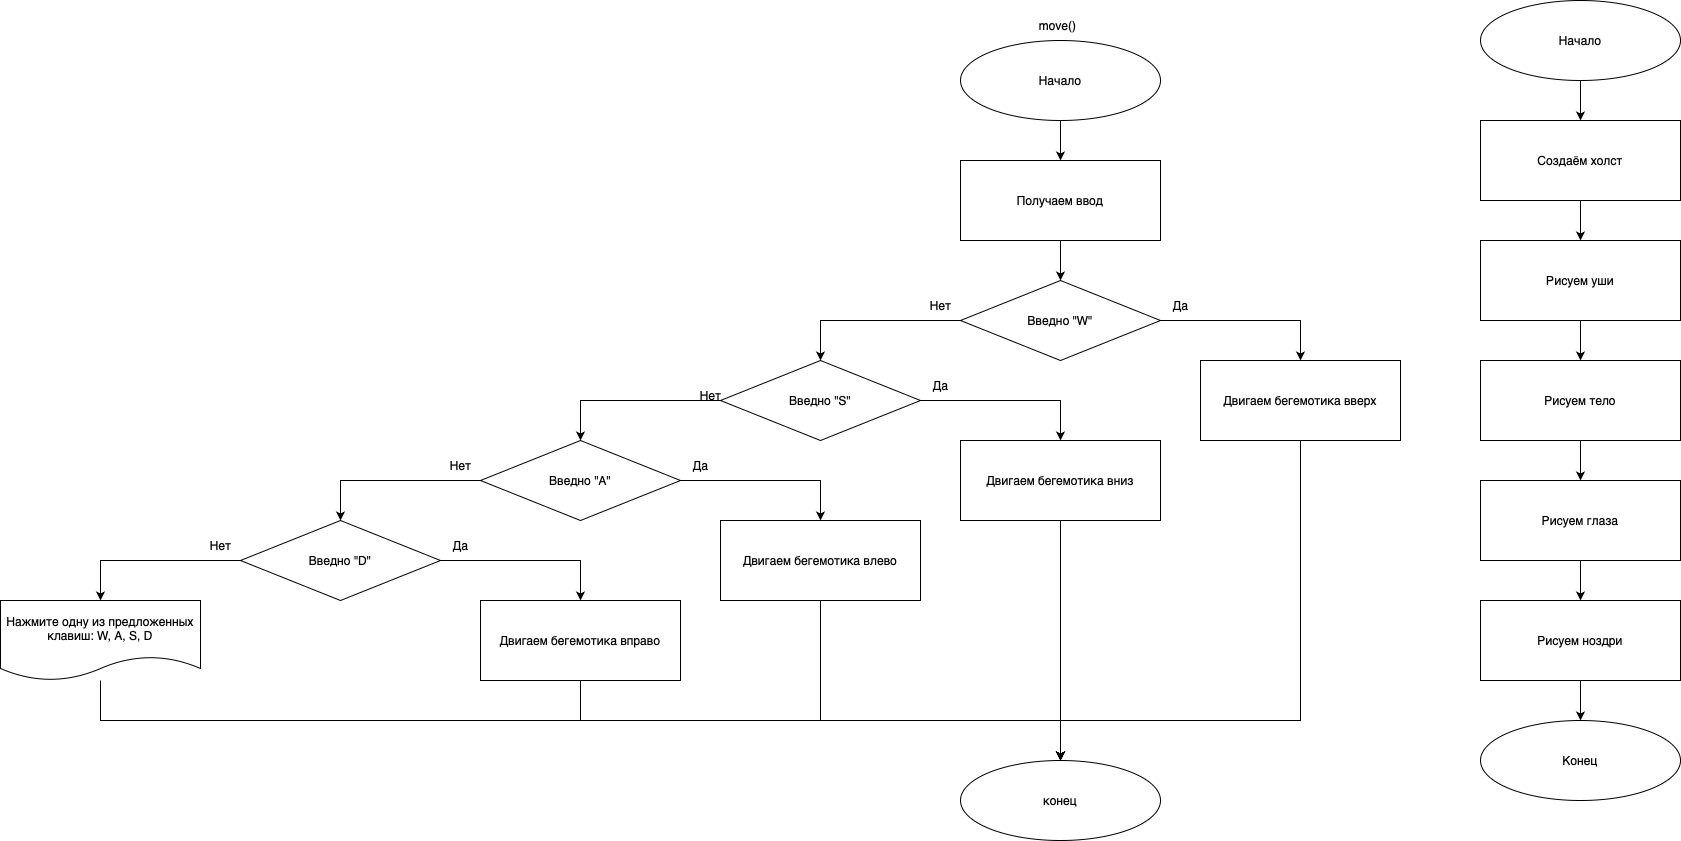 move()
Начало
Получаем ввод
Введно "W"
Нет
Да
Введно "S"
Нет
Да
Двигаем бегемотика вверх
Введно "A"
Нет
Да
Двигаем бегемотика вниз
Введно "D"
Нет
Да
Двигаем бегемотика влево
Нажмите одну из предложенных
клавиш: W, A, S, D
Двигаем бегемотика вправо
конец
Начало
Создаём холст
Рисуем уши
Рисуем тело
Рисуем глаза
Рисуем ноздри
Конец